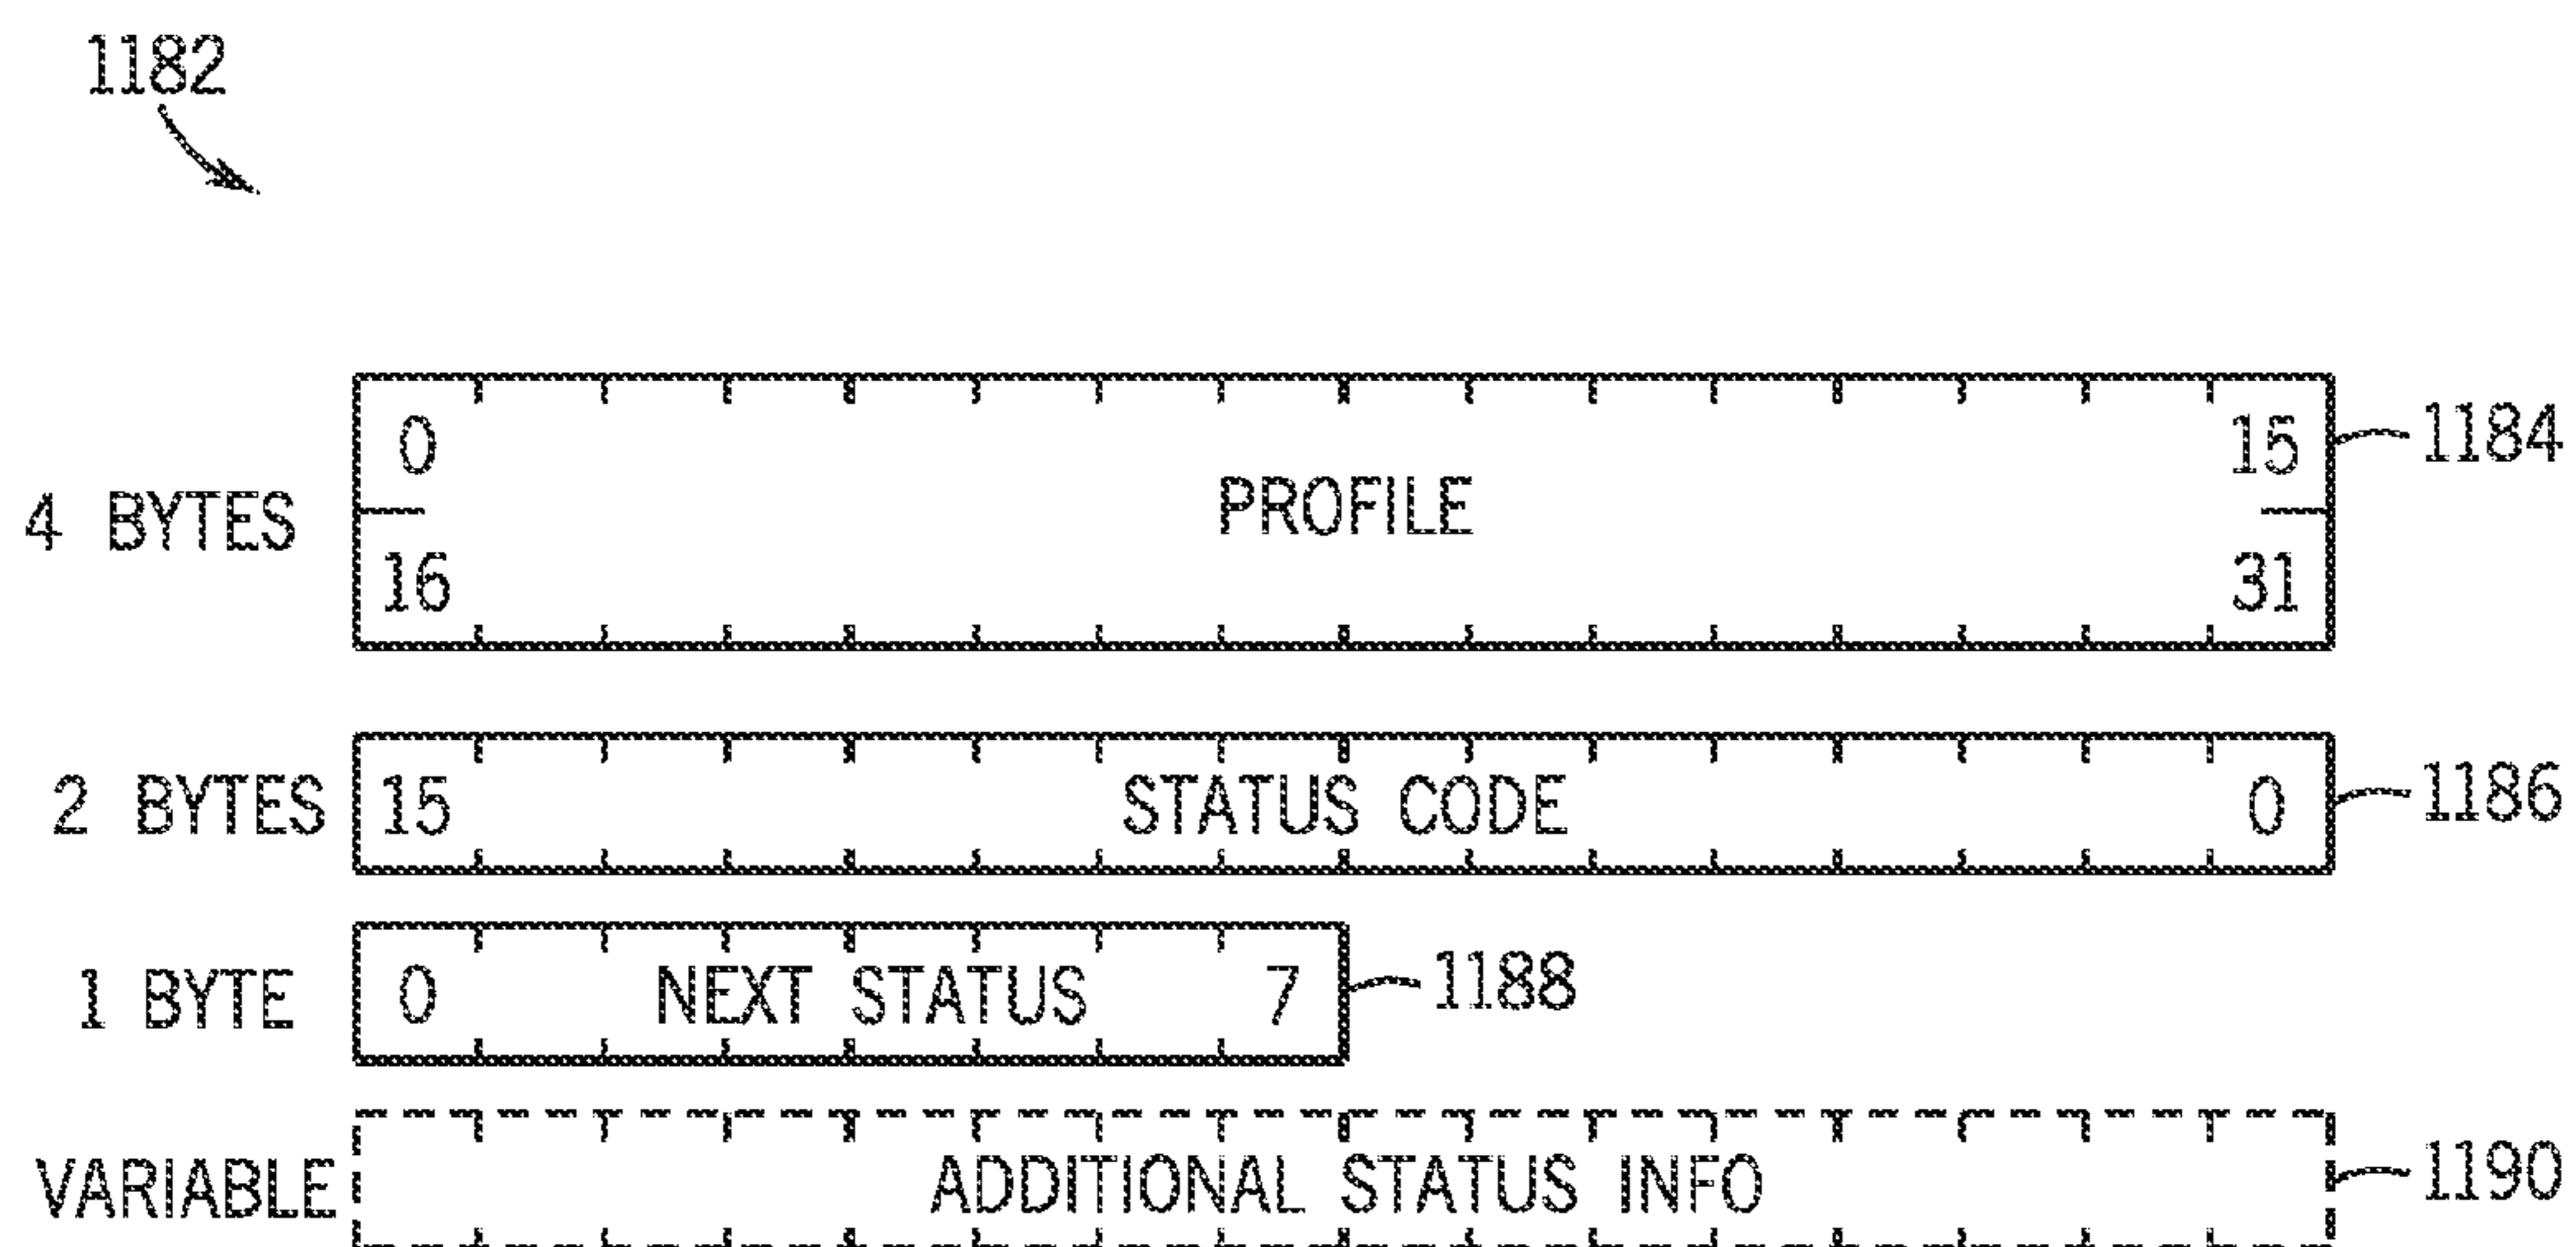 1182
0 15 1184
4 BYTES PROFILE
16 31
2 BYTES 15 STATUS CODE 0 1186
1 BYTE 0 NEXT STATUS 7 1188
VARIABLE ADDITIONAL STATUS INFO 1190